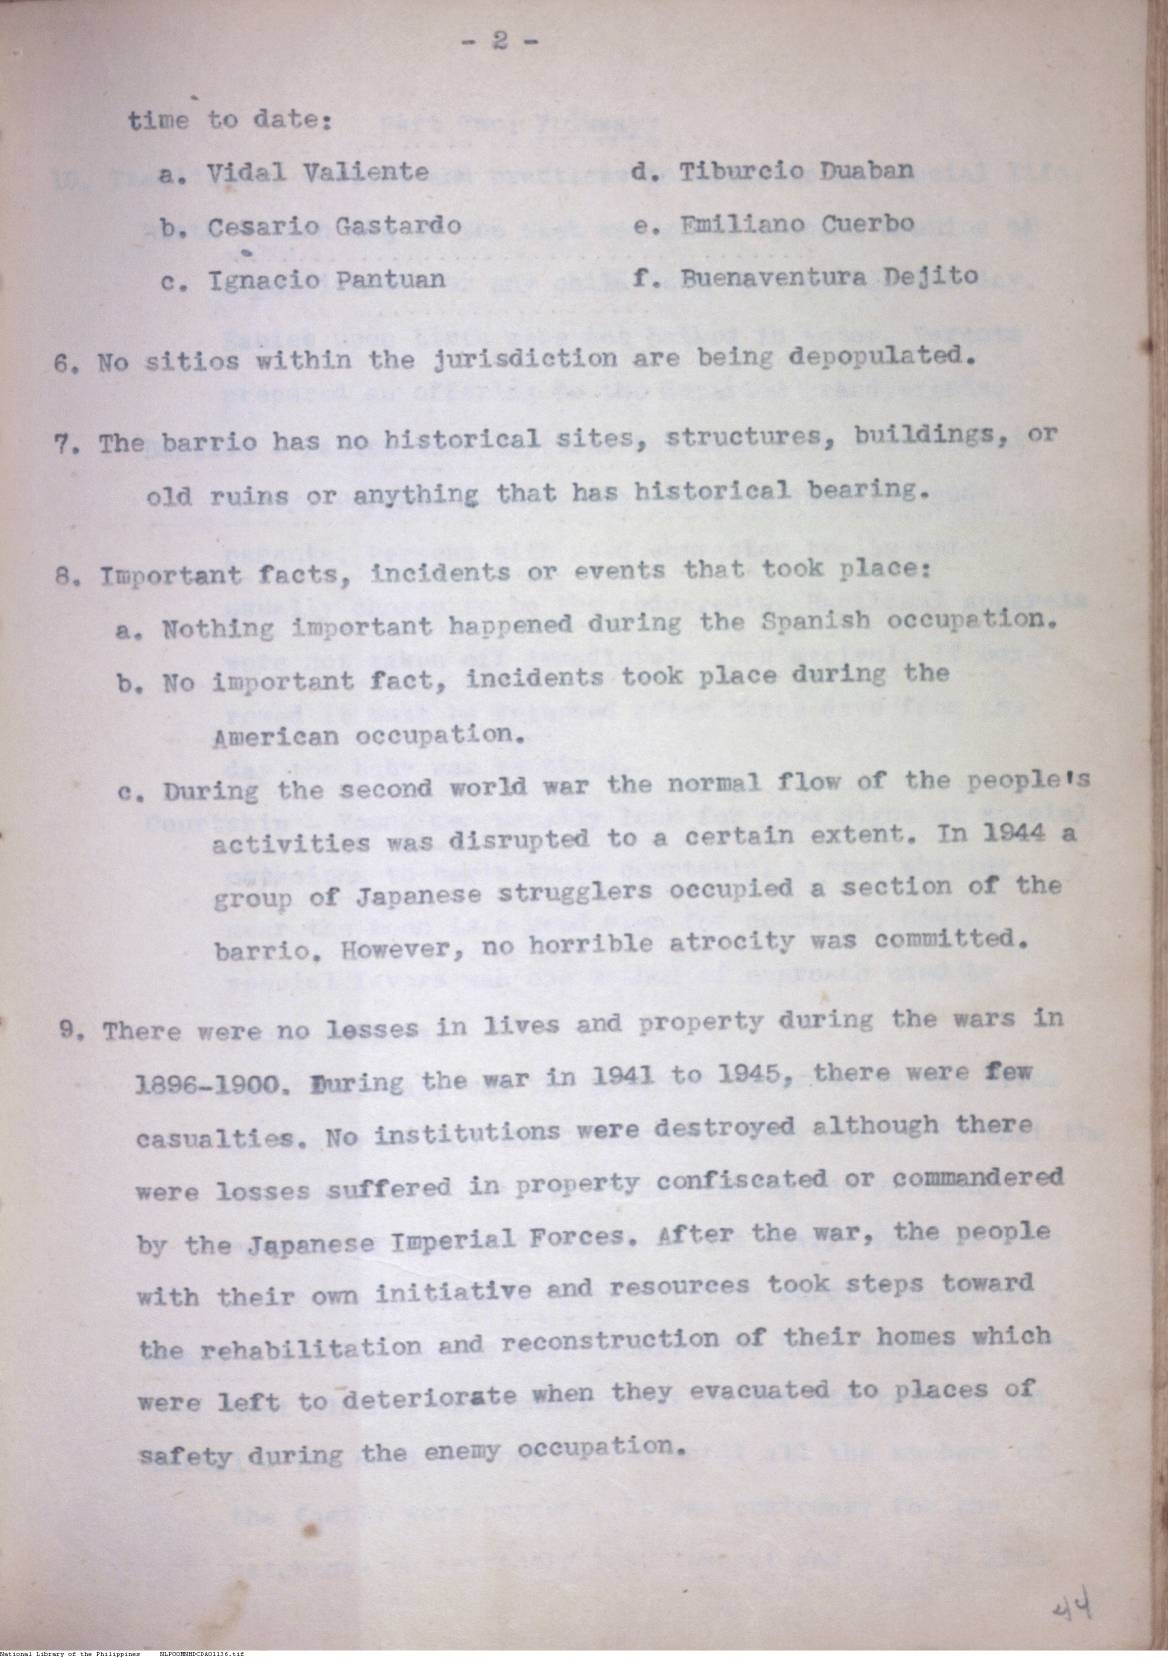 - 2 -
time to date:
a. Vidal Valiente d. Tiburcio Duaban
b. Cesario Gastardo e. Emiliano Cuerbo
c. Ignacio Pantuan f. Buenaventura Dejito
6. No sitios within the jurisdiction are being depopulated.
7. The barrio has no historical sites, structures, buildings, or
old ruins or anything that has historical bearing.
8. Important facts, incidents or events that took place:
a. Nothing important happened during the Spanish occupation.
b. No important fact, incidents took place during the
American occupation.
c. During the second world war the normal flow of the people's
activities was disrupted to a certain extent. In 1944 a
group of Japanese strugglers occupied a section of the
barrio. However, no horrible atrocity was committed.
9. There were no losses in lives and property during the wars in
1896-1900. During the war in 1941 to 1945, there were few
casualties. No institutions were destroyed although there
were losses suffered in property confiscated or commandered
by the Japanese Imperial Forces. After the war, the people
with their own initiative and resources took steps toward
the rehabilitation and reconstruction of their homes which
were left to deteriorate when they evacuated to places of
safety during the enemy occupation.
44
National Library of the Philippines NLPOOMNHDCDA01136.tif